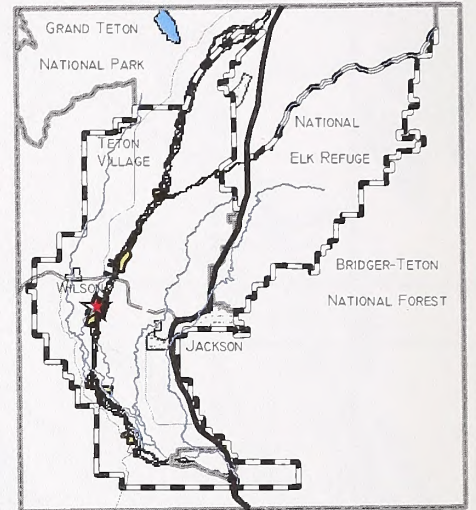 GRAND TETON
NATIONAL PARK
NATIONAL
ELK REFUGE
TETON
VILLAGE
BRIDGER-TETON
NATIONAL FOREST
WILSON
JACKSON